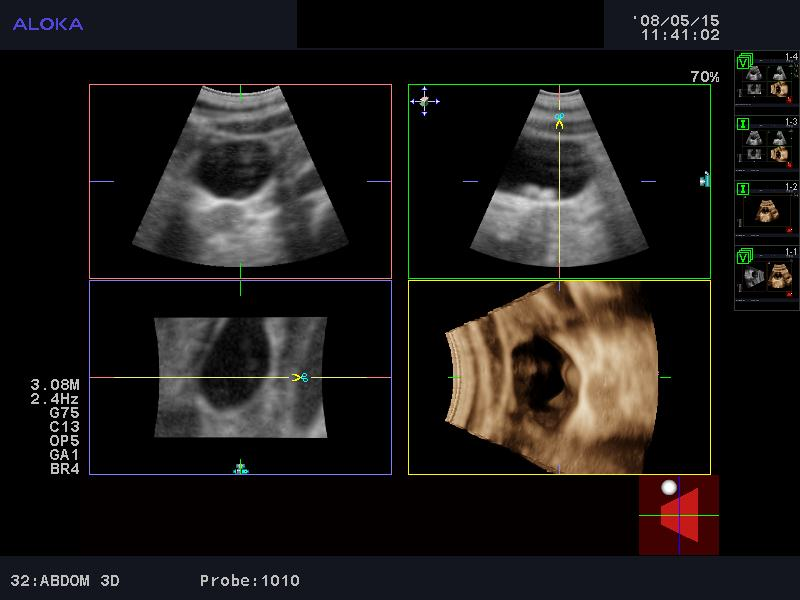 ALOKA
'08/05/15
11:41:02
70%
1-4
1-3
1-2
1-1
3.08M
2.4Hz
G75
C13
OP5
GA1
BR4
32:ABDOM 3D
Probe:1010